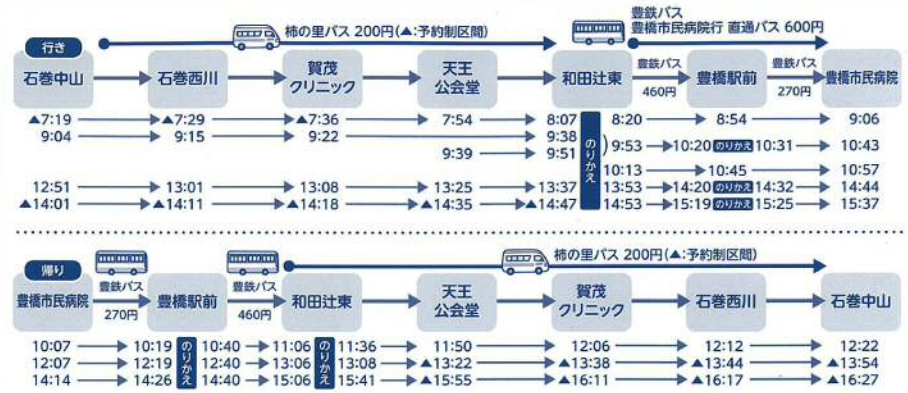 柿の里バス 200円(▲:予約制区間)
豊鉄バス
豊橋市民病院行 直通バス 600円
行き
石巻中山 石巻西川 賀茂クリニック 天王公会堂 和田辻東 豊鉄バス 460円 豊橋駅前 豊鉄バス 270円 豊橋市民病院
▲7:19 ▲7:29 ▲7:36 7:54 8:07 8:20 8:54 9:06
9:04 9:15 9:22 9:38
9:39 9:51
のりかえ
9:53 10:20 のりかえ 10:31 10:43
10:13 10:45 10:57
12:51 13:01 13:08 13:25 13:37 13:53 14:20 のりかえ 14:32 14:44
▲14:01 ▲14:11 ▲14:18 ▲14:35 ▲14:47 14:53 15:19 のりかえ 15:25 15:37
帰り
柿の里バス 200円(▲:予約制区間)
豊橋市民病院 豊鉄バス 270円 豊橋駅前 豊鉄バス 460円 和田辻東 天王公会堂 賀茂クリニック 石巻西川 石巻中山
10:07 10:19 10:40 11:06 11:36 11:50 12:06 12:12 12:22
のりかえ のりかえ
12:07 12:19 12:40 13:06 13:08 ▲13:22 ▲13:38 ▲13:44 ▲13:54
14:14 14:26 14:40 15:06 15:41 ▲15:55 ▲16:11 ▲16:17 ▲16:27